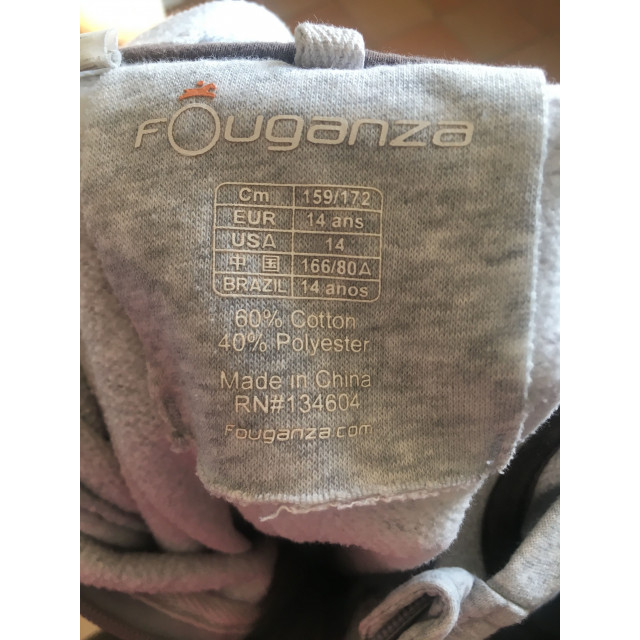 Fouganza
Cm 159/172
EUR 14 ans
USA 14
中国 166/80A
BRAZIL 14 anos
60% Cotton
40% Polyester
Made in China
RN#134604
Fouganza.com